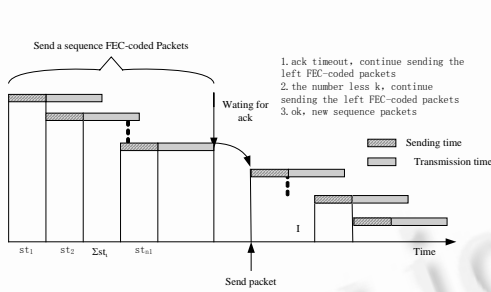 Send a sequence FEC-coded Packets
1.ack timeout, continue sending the
left FEC-coded packets
2.the number less k, continue
sending the left FEC-coded packets
3.ok, new sequence packets
Wating for
ack
Sending time
Transmission time
I
st₁
st₂
Σstᵢ
stₙ₁
Time
Send packet